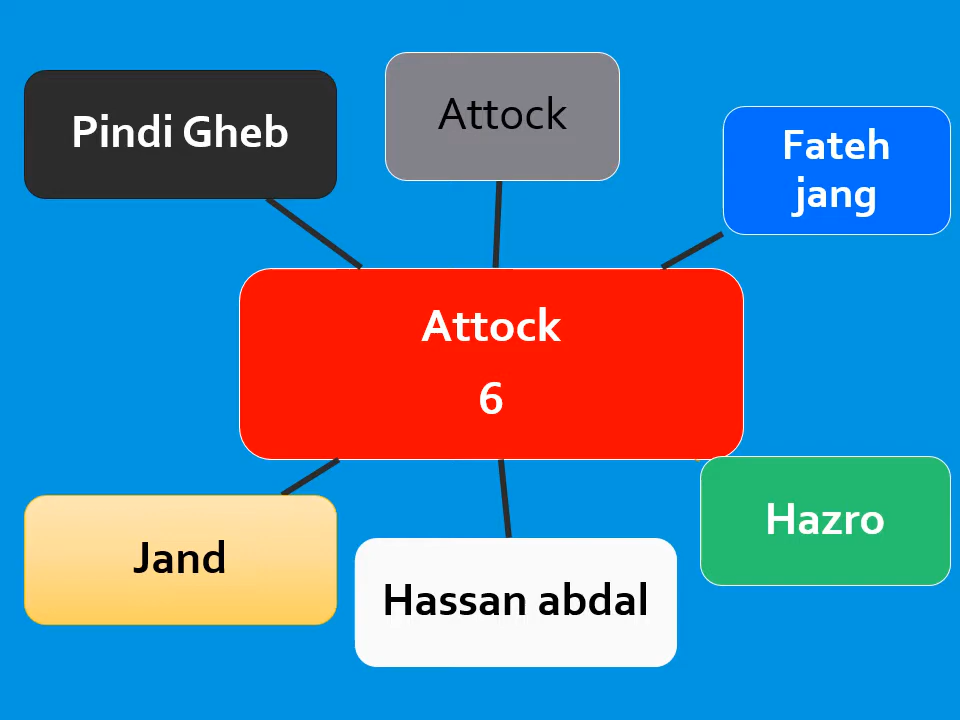 Pindi Gheb
Attock
Fateh
jang
Attock
6
Jand
Hassan abdal
Hazro